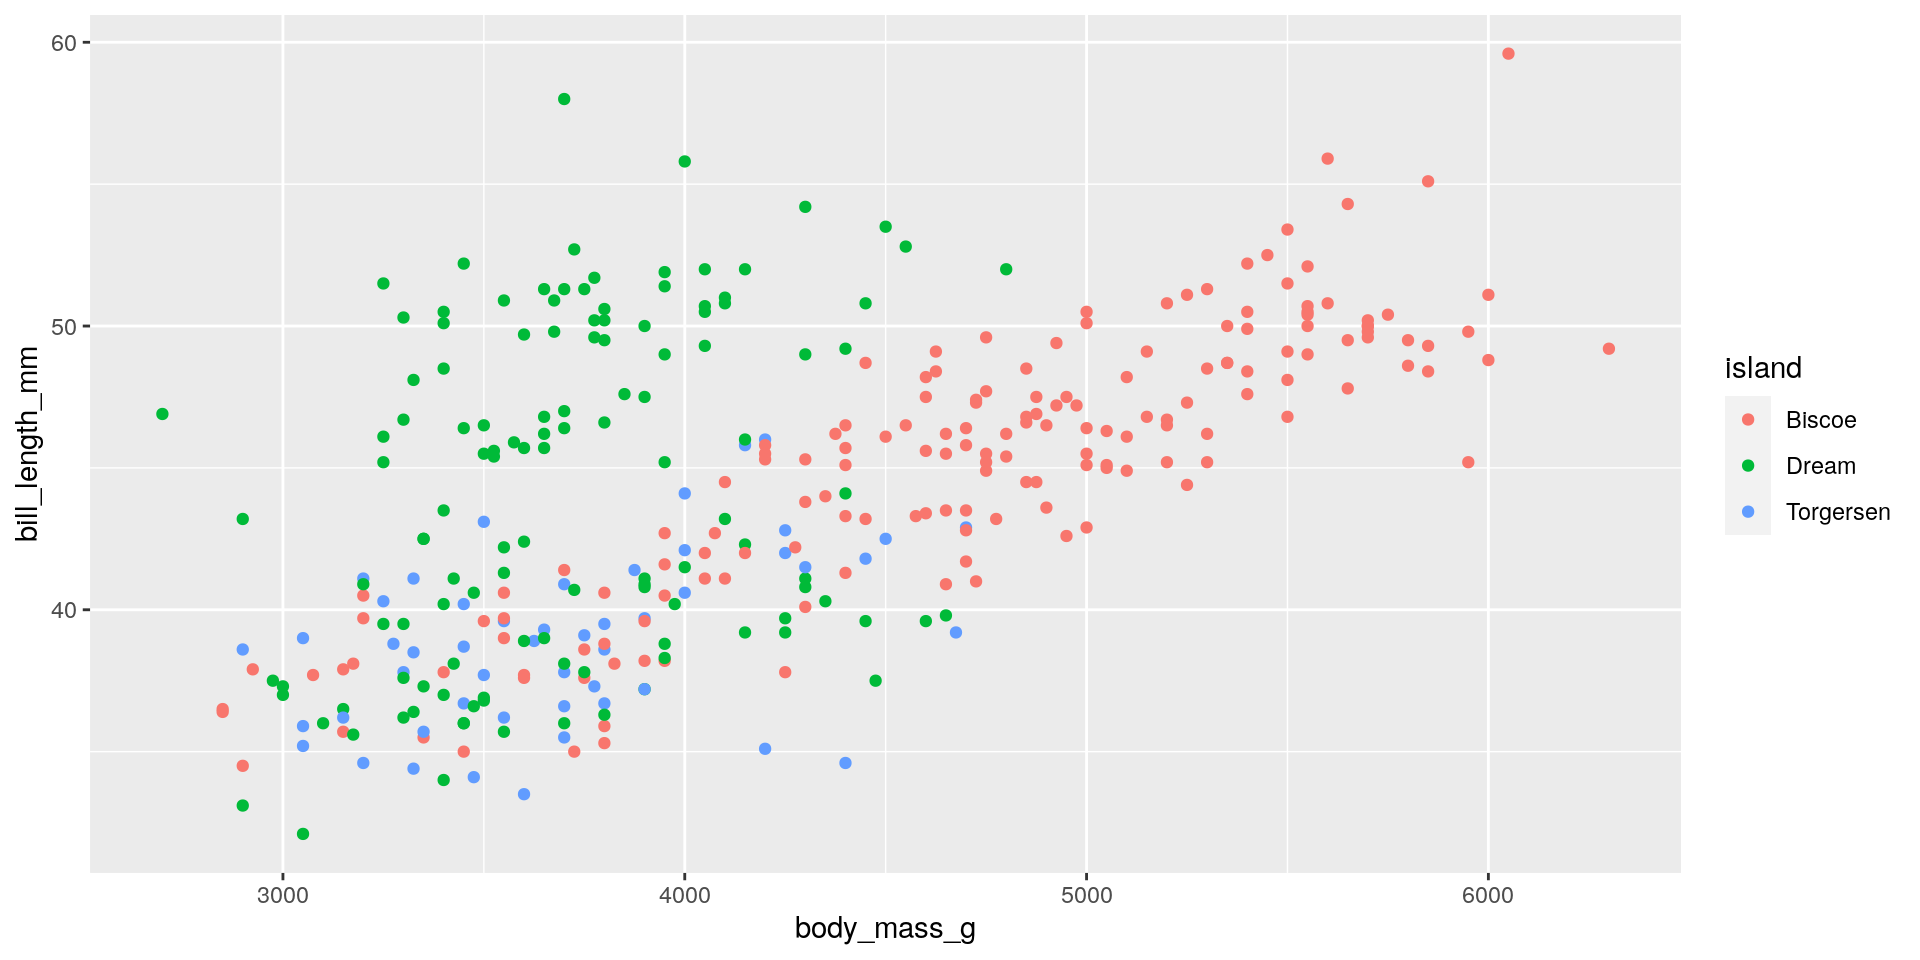 60
50
40
bill_length_mm
3000
4000
5000
6000
body_mass_g
island
Biscoe
Dream
Torgersen